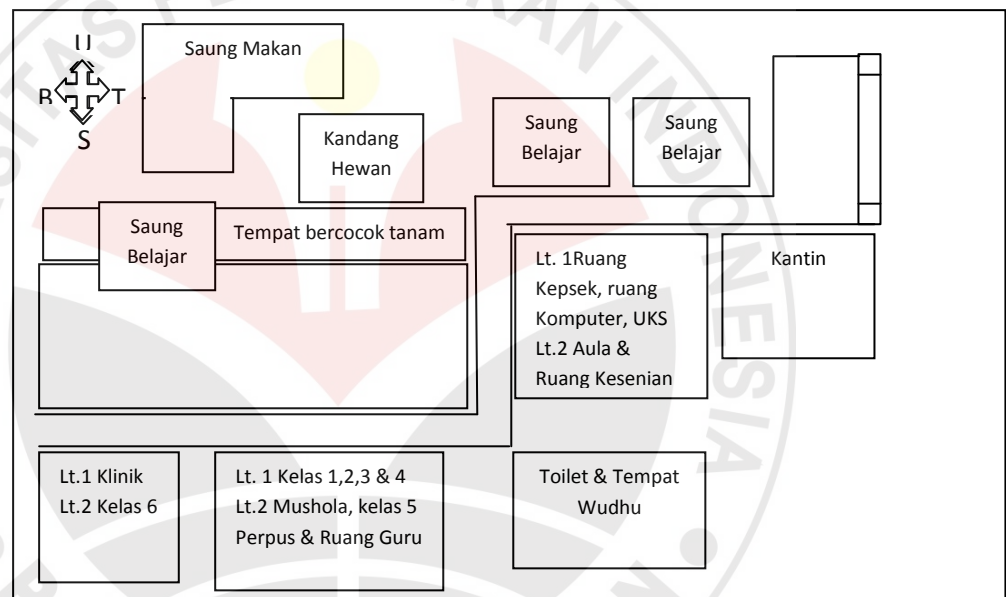 U
B
T
S
Saung Makan
Kandang
Hewan
Saung
Belajar
Saung
Belajar
Saung
Belajar
Tempat bercocok tanam
Lt. 1Ruang
Kepsek, ruang
Komputer, UKS
Lt.2 Aula &
Ruang Kesenian
Kantin
Lt.1 Klinik
Lt.2 Kelas 6
Lt. 1 Kelas 1,2,3 & 4
Lt.2 Mushola, kelas 5
Perpus & Ruang Guru
Toilet & Tempat
Wudhu